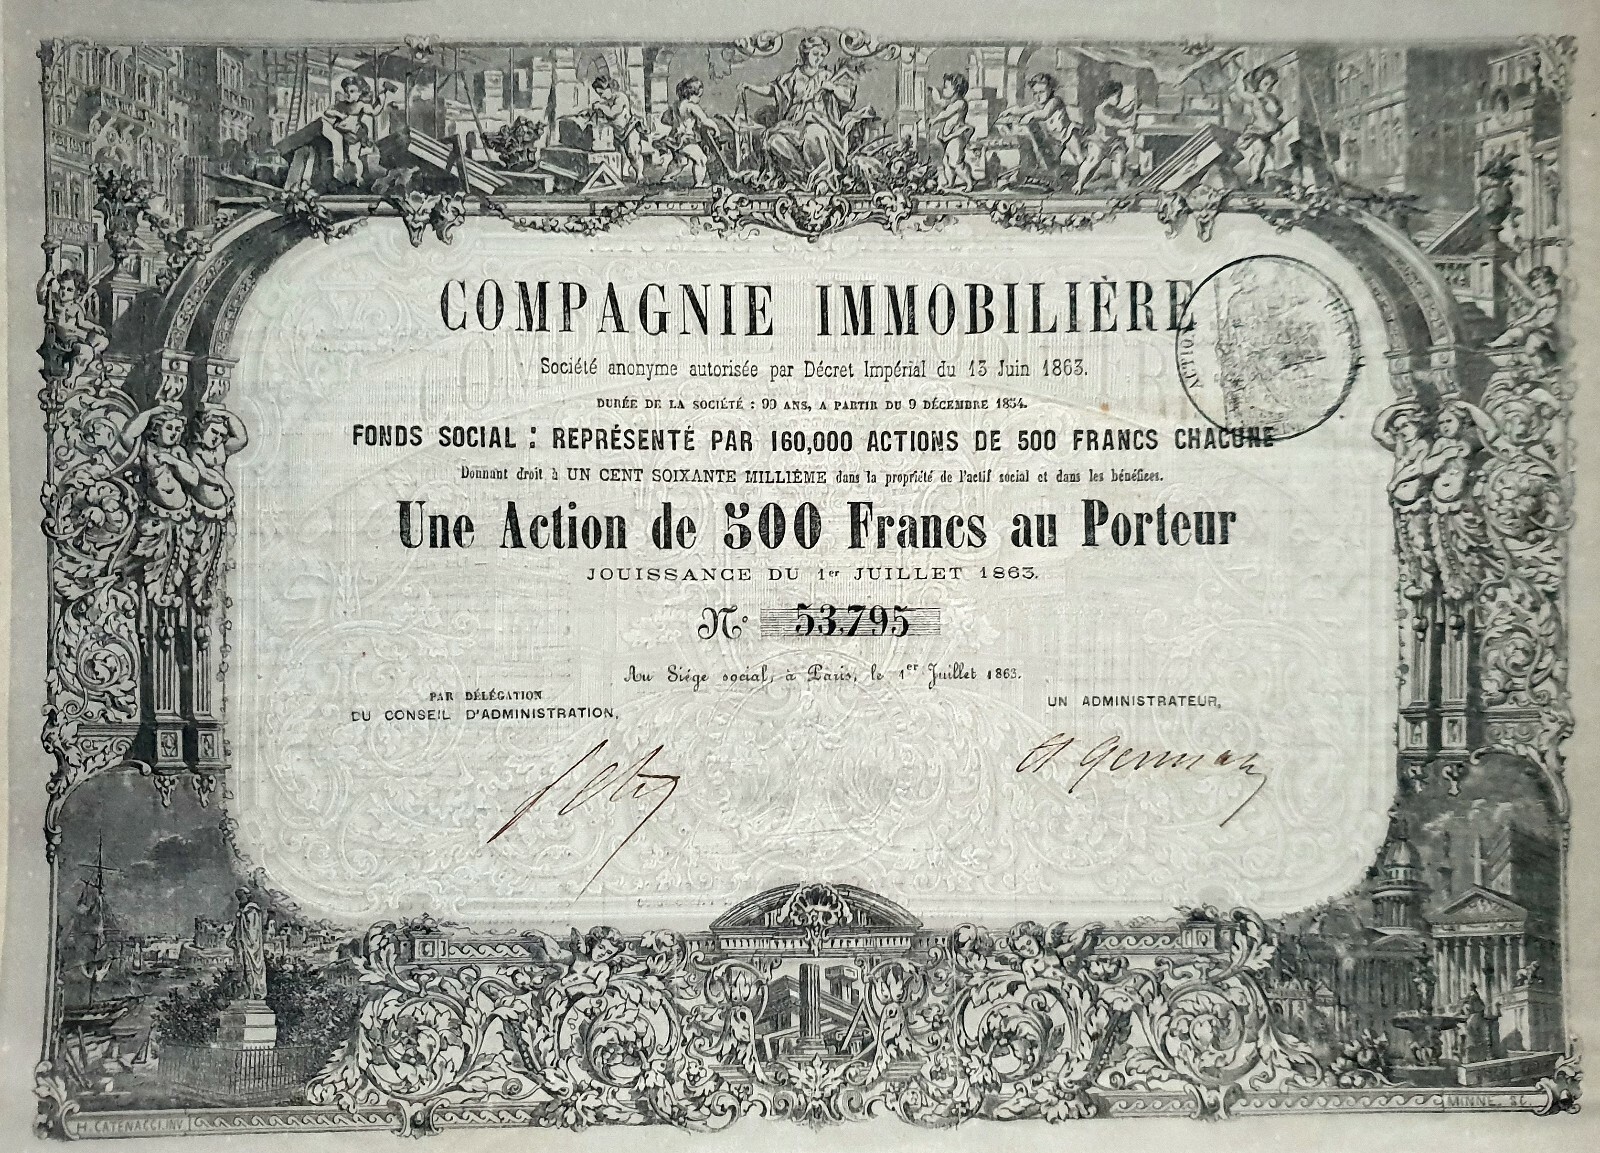 COMPAGNIE IMMOBILIÈRE
Société anonyme autorisée par Décret Impérial du 13 Juin 1863.
DURÉE DE LA SOCIÉTÉ : 99 ANS, A PARTIR DU 9 DÉCEMBRE 1854.
FONDS SOCIAL : REPRÉSENTÉ PAR 160,000 ACTIONS DE 500 FRANCS CHACUNE
Donnant droit à UN CENT SOIXANTE MILLIÈME dans la propriété de l'actif social et dans les bénéfices.
Une Action de 500 Francs au Porteur
JOUISSANCE DU 1er JUILLET 1863.
No 53.795
Au Siége social, à Paris, le 1er Juillet 1863.
PAR DÉLÉGATION
DU CONSEIL D'ADMINISTRATION,
UN ADMINISTRATEUR,
H. CATENACCI. INV.
MINNE. SC.